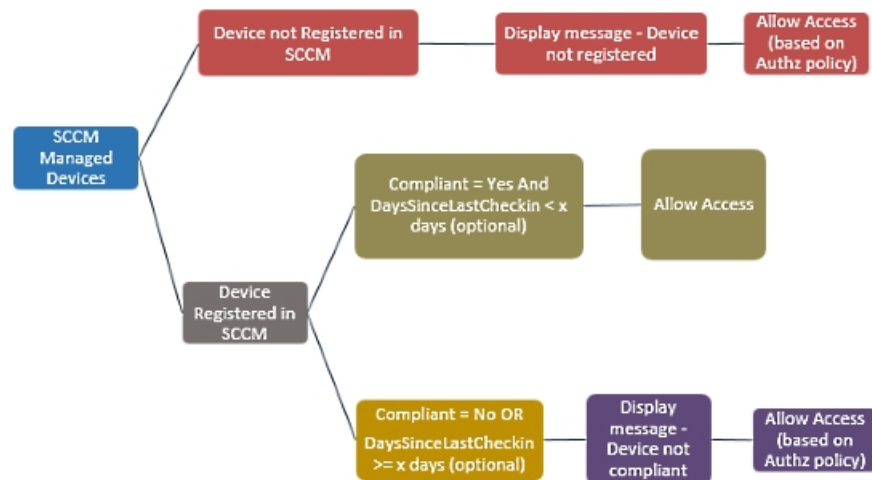 Device not Registered in
SCCM
Display message - Device
not registered
Allow Access
(based on
Authz policy)
SCCM
Managed
Devices
Compliant = Yes And
DaysSinceLastCheckin < x
days (optional)
Allow Access
Device
Registered in
SCCM
Compliant = No OR
DaysSinceLastCheckin
>= x days (optional)
Display
message -
Device not
compliant
Allow Access
(based on
Authz policy)